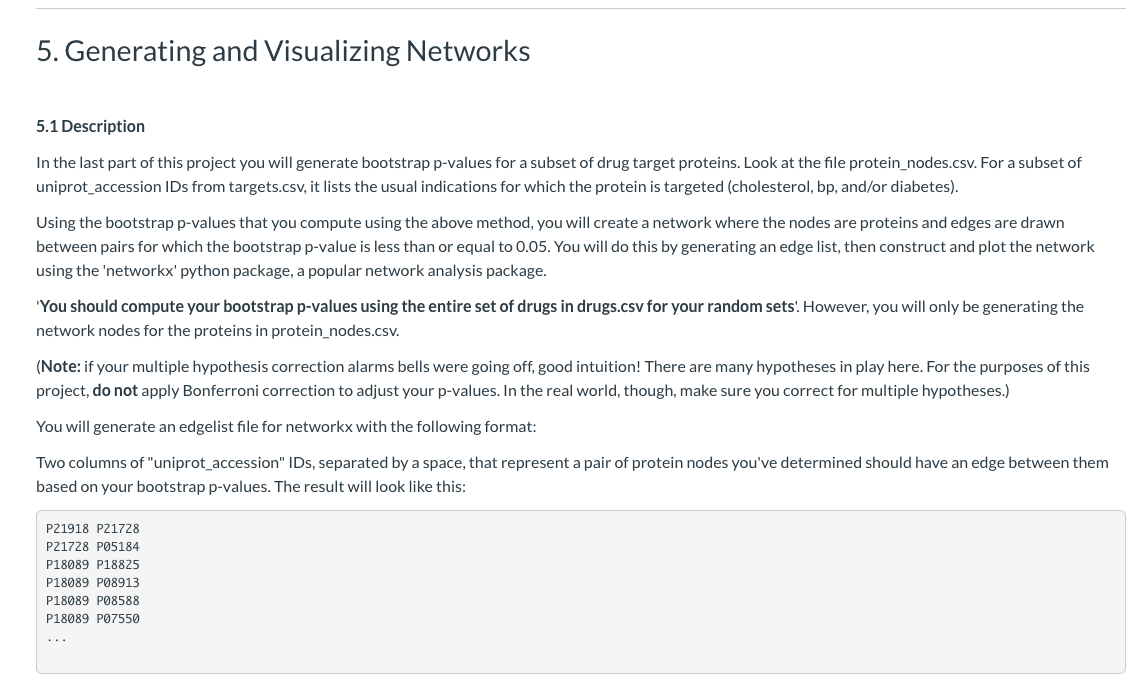 5. Generating and Visualizing Networks
5.1 Description
In the last part of this project you will generate bootstrap p-values for a subset of drug target proteins. Look at the file protein_nodes.csv. For a subset of
uniprot_accession IDs from targets.csv, it lists the usual indications for which the protein is targeted (cholesterol, bp, and/or diabetes).
Using the bootstrap p-values that you compute using the above method, you will create a network where the nodes are proteins and edges are drawn
between pairs for which the bootstrap p-value is less than or equal to 0.05. You will do this by generating an edge list, then construct and plot the network
using the 'networkx' python package, a popular network analysis package.
'You should compute your bootstrap p-values using the entire set of drugs in drugs.csv for your random sets'. However, you will only be generating the
network nodes for the proteins in protein_nodes.csv.
(Note: if your multiple hypothesis correction alarms bells were going off, good intuition! There are many hypotheses in play here. For the purposes of this
project, do not apply Bonferroni correction to adjust your p-values. In the real world, though, make sure you correct for multiple hypotheses.)
You will generate an edgelist file for networkx with the following format:
Two columns of "uniprot_accession" IDs, separated by a space, that represent a pair of protein nodes you've determined should have an edge between them
based on your bootstrap p-values. The result will look like this:
P21918 P21728
P21728 P05184
P18089 P18825
P18089 P08913
P18089 P08588
P18089 P07550
...